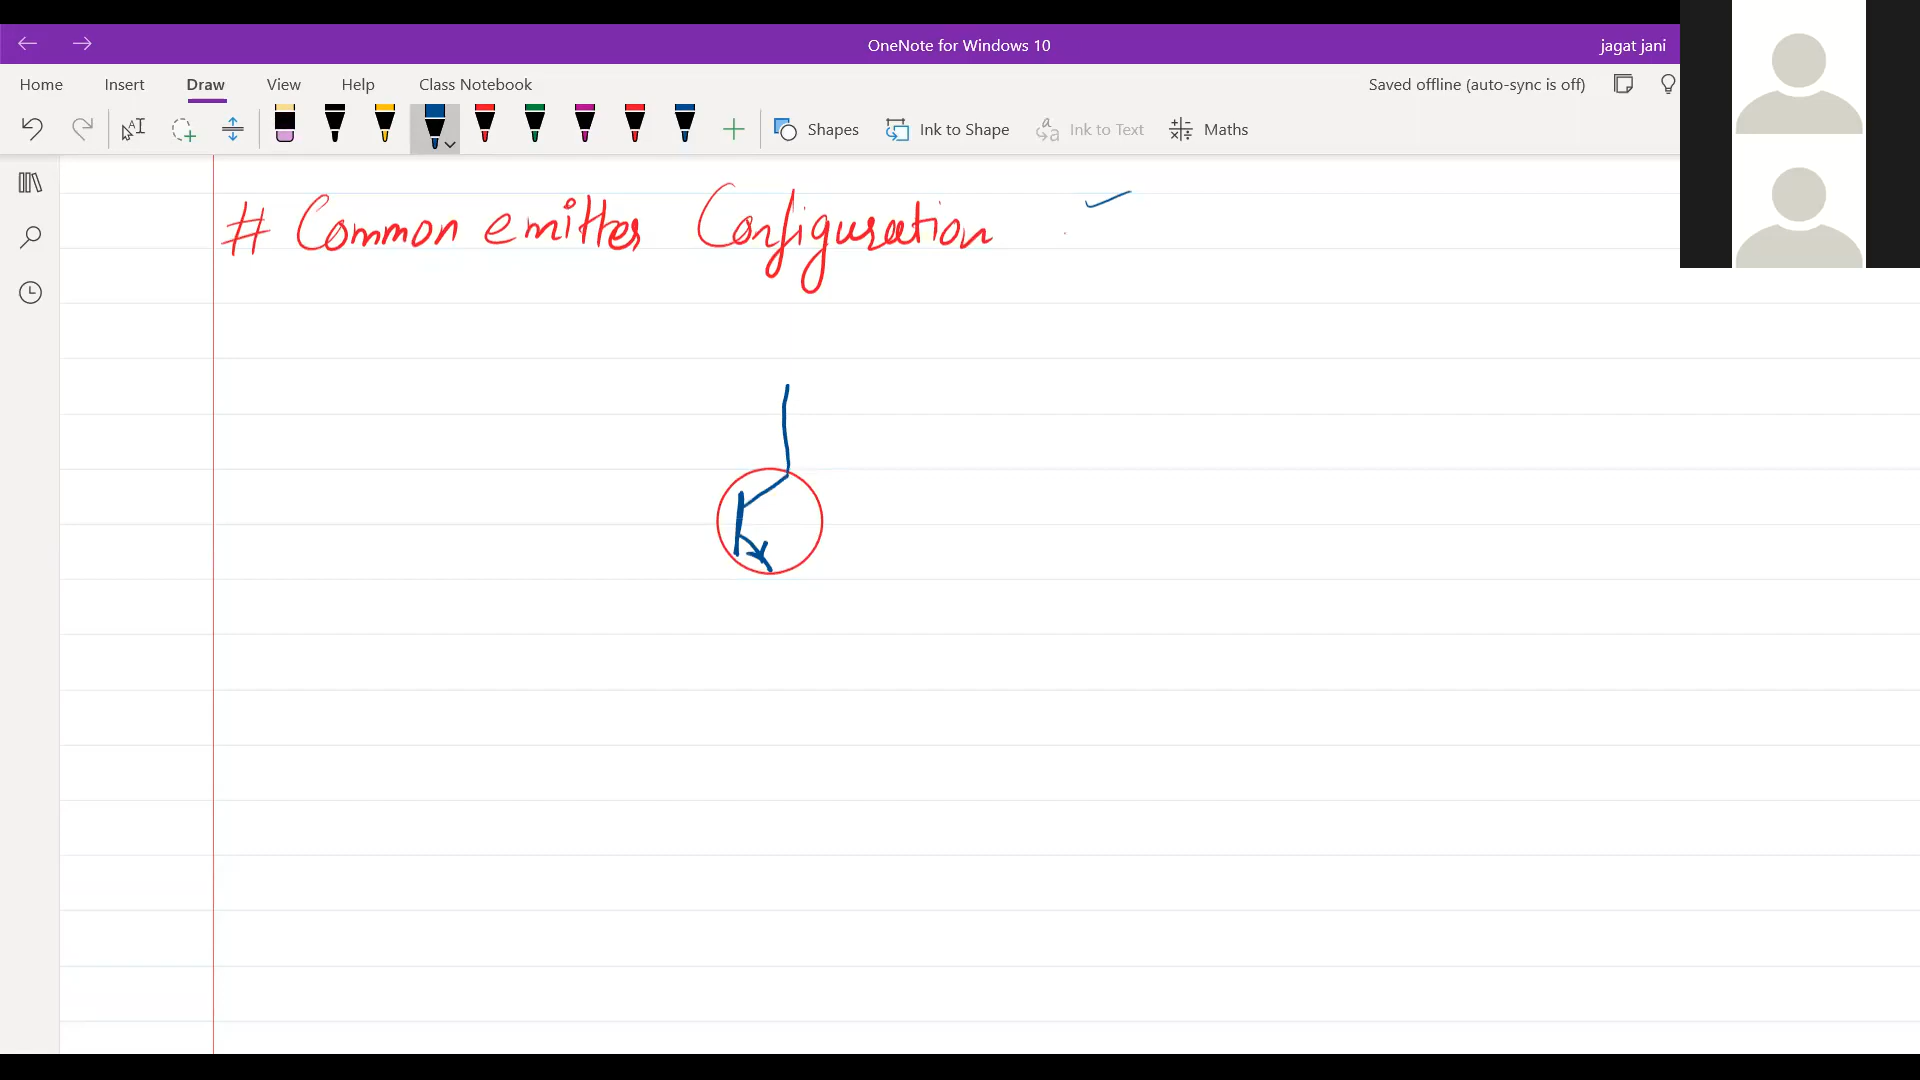 OneNote for Windows 10
jagat jani
Home Insert Draw View Help Class Notebook
Saved offline (auto-sync is off)
Shapes Ink to Shape Ink to Text Maths
# Common emitter Configuration